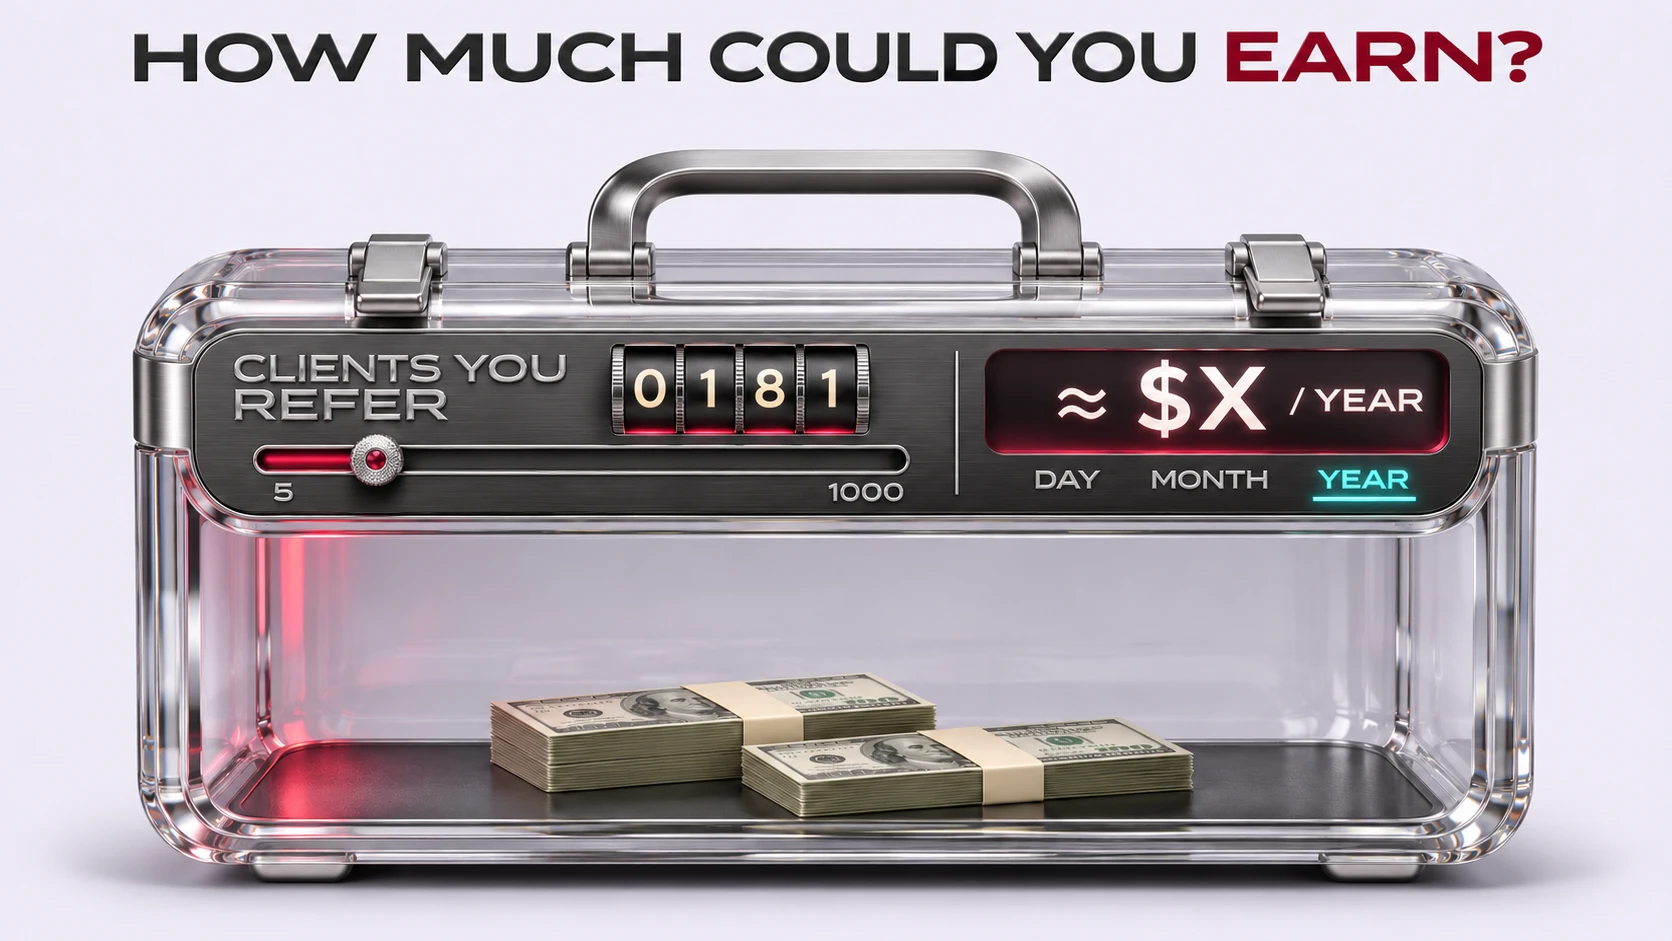 HOW MUCH COULD YOU EARN?
CLIENTS YOU
REFER
0181
≈ $X / YEAR
5
1000
DAY
MONTH
YEAR